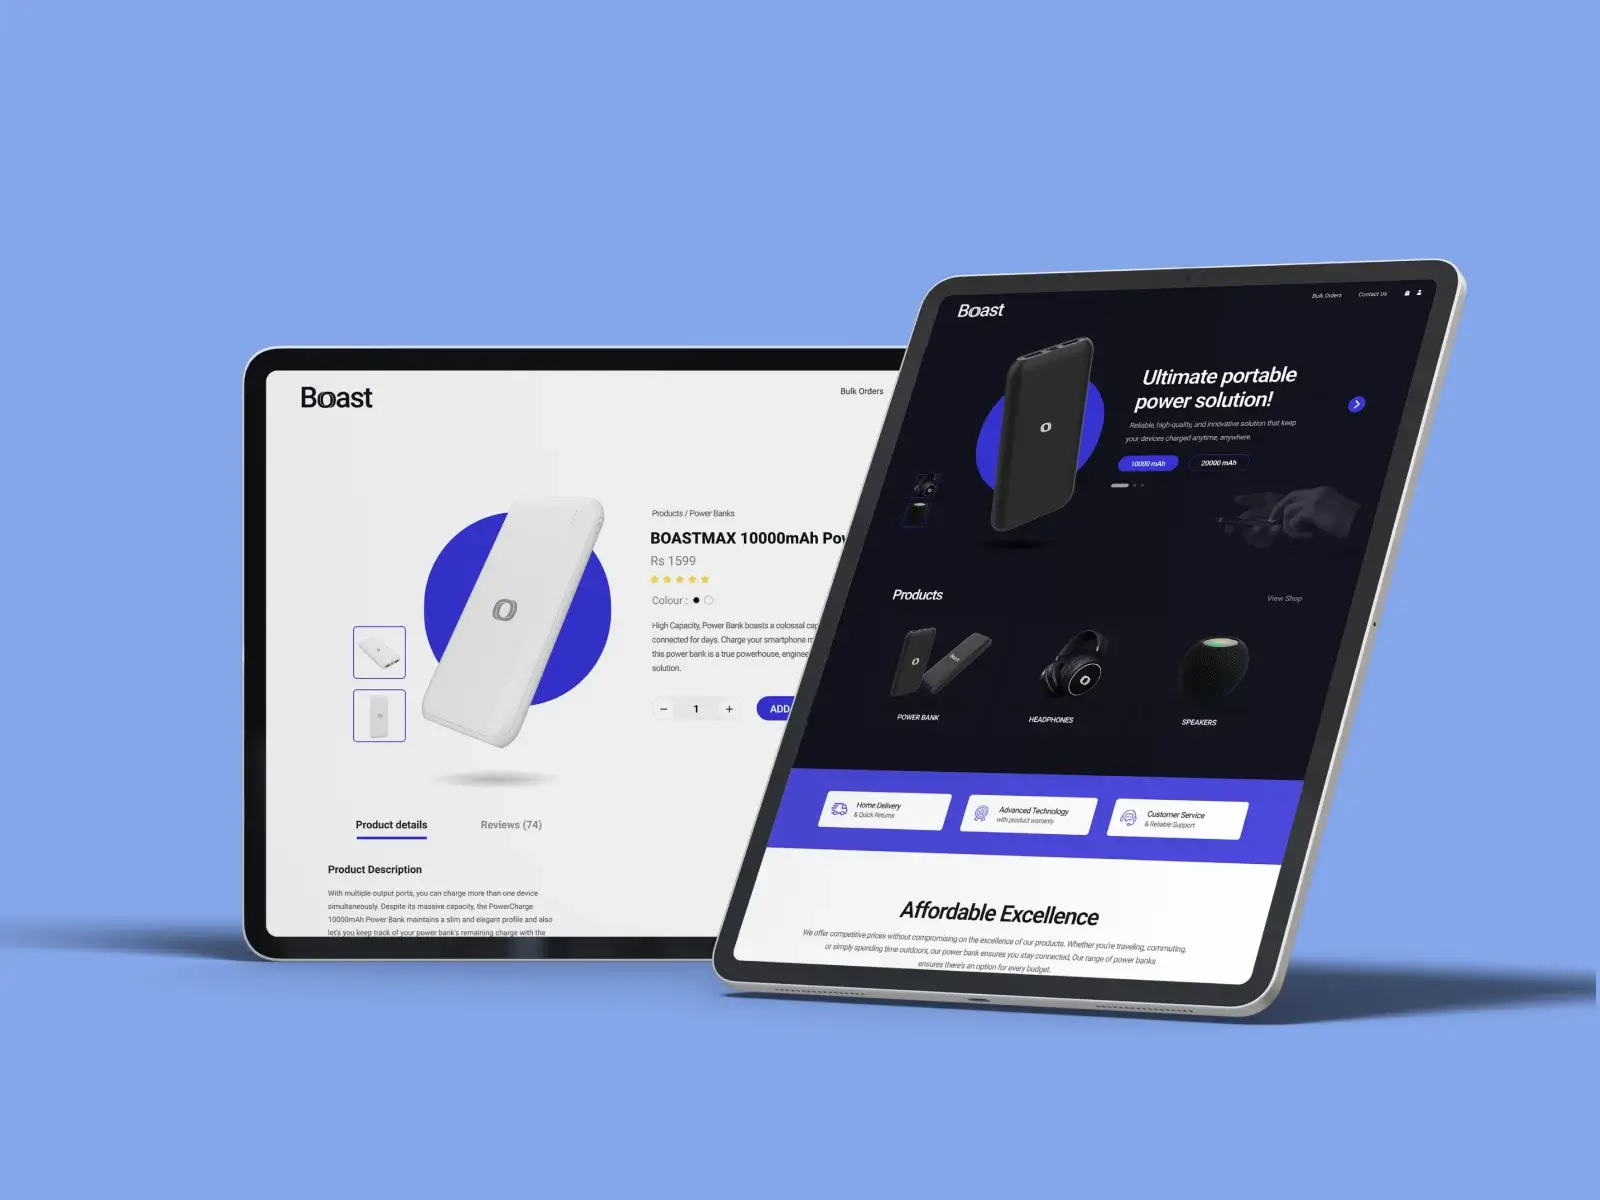 Boast
Bulk Orders
Products / Power Banks
BOASTMAX 10000mAh
Rs 1599
Colour :
High Capacity, Power Bank boasts a colossal
connected for days. Charge your smartphone
this power bank is a true powerhouse,
solution.
− 1 +
ADD
Product details
Reviews (74)
Product Description
With multiple output ports, you can charge more than one device
simultaneously. Despite its massive capacity, the PowerCharge
10000mAh Power Bank maintains a slim and elegant profile and also
let's you keep track of your power bank's remaining charge with the
Boast
Bulk Orders
Contact Us
Ultimate portable
power solution!
Reliable, high-quality, and innovative solution that keep
your devices charged anytime, anywhere.
10000 mAh
20000 mAh
Products
View Shop
POWER BANK
HEADPHONES
SPEAKERS
Home Delivery
& Quick Returns
Advanced Technology
with product warranty
Customer Service
& Reliable Support
Affordable Excellence
We offer competitive prices without compromising on the excellence of our products. Whether you're traveling, commuting,
or simply spending time outdoors, our power bank ensures you stay connected. Our range of power banks
ensures there's an option for every budget.